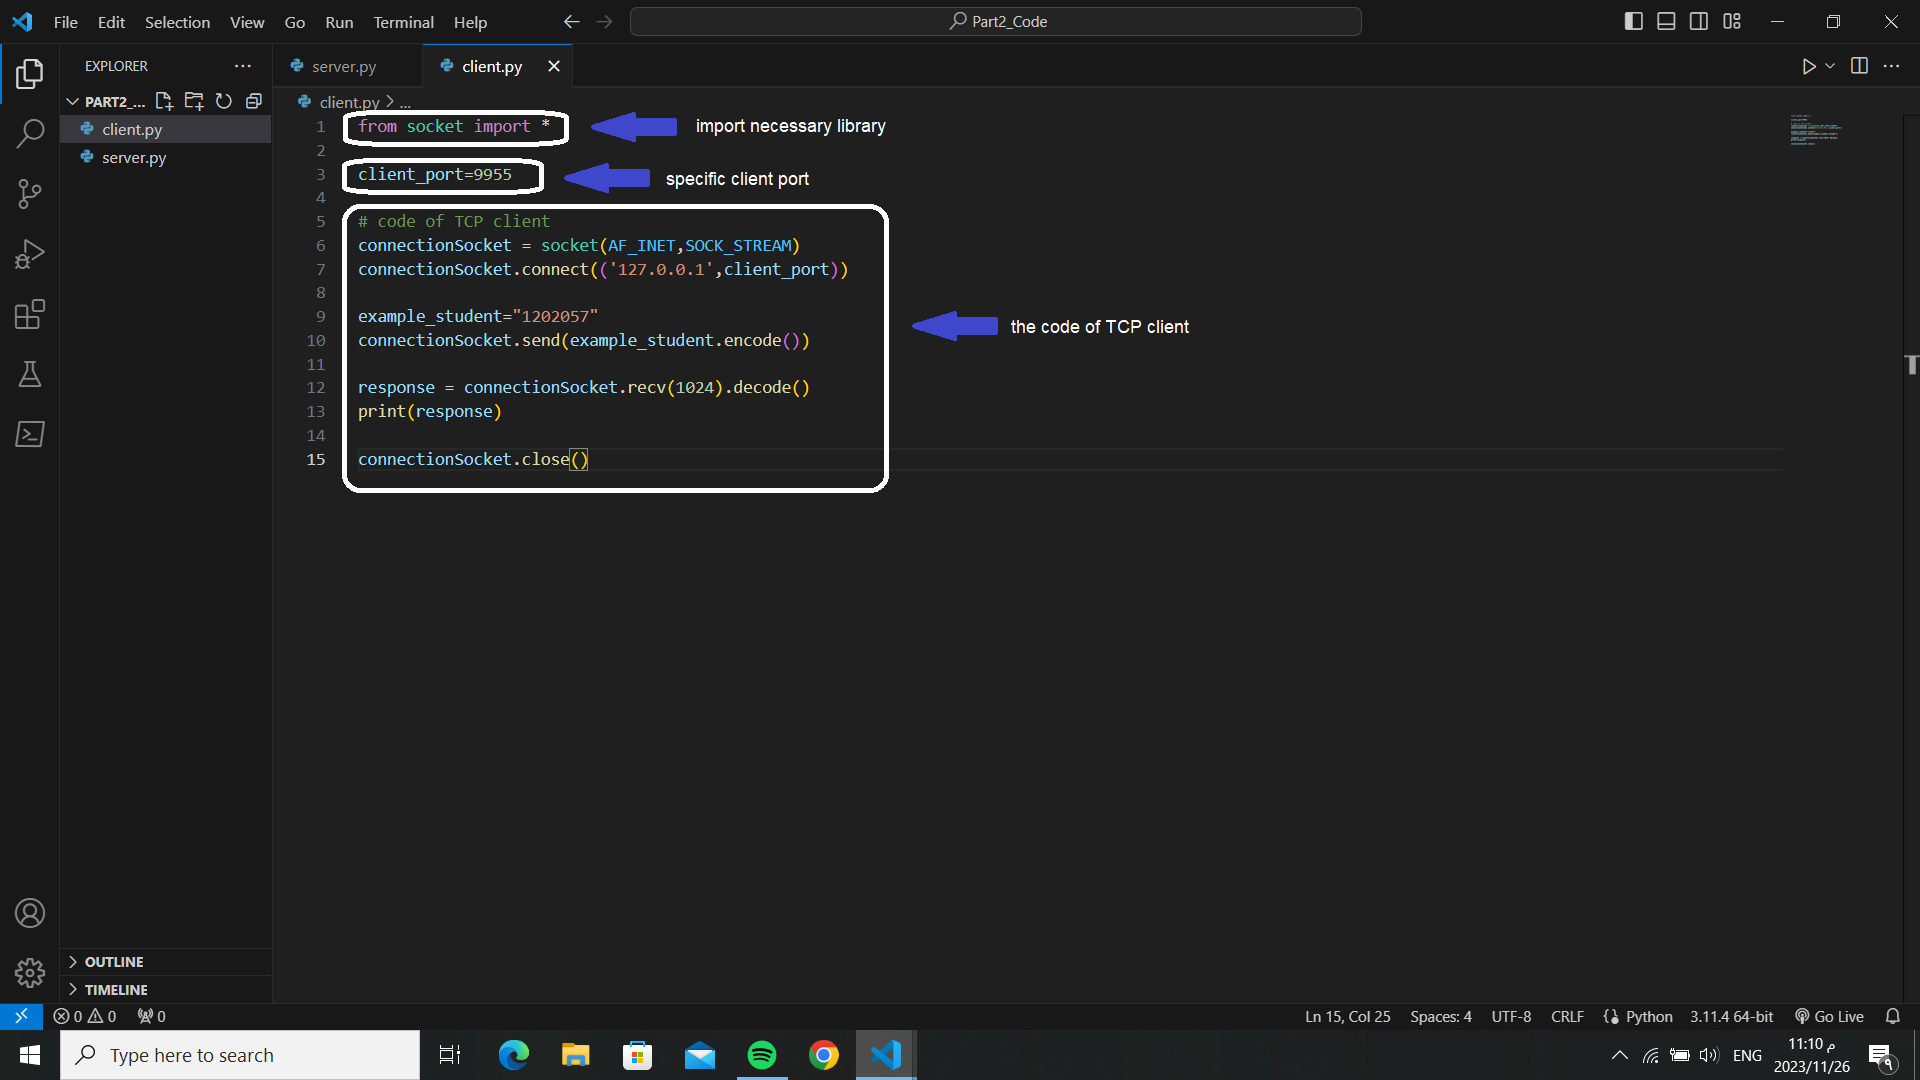 File Edit Selection View Go Run Terminal Help
Part2_Code
EXPLORER
server.py
client.py
PART2_...
client.py
server.py
client.py > ...
1 from socket import *
import necessary library
2
3 client_port=9955
specific client port
4
5 # code of TCP client
6 connectionSocket = socket(AF_INET,SOCK_STREAM)
7 connectionSocket.connect(('127.0.0.1',client_port))
8
9 example_student="1202057"
the code of TCP client
10 connectionSocket.send(example_student.encode())
11
12 response = connectionSocket.recv(1024).decode()
13 print(response)
14
15 connectionSocket.close()
OUTLINE
TIMELINE
0 0 0
Ln 15, Col 25 Spaces: 4 UTF-8 CRLF Python 3.11.4 64-bit Go Live
Type here to search
ENG
11:10 م
2023/11/26
٩